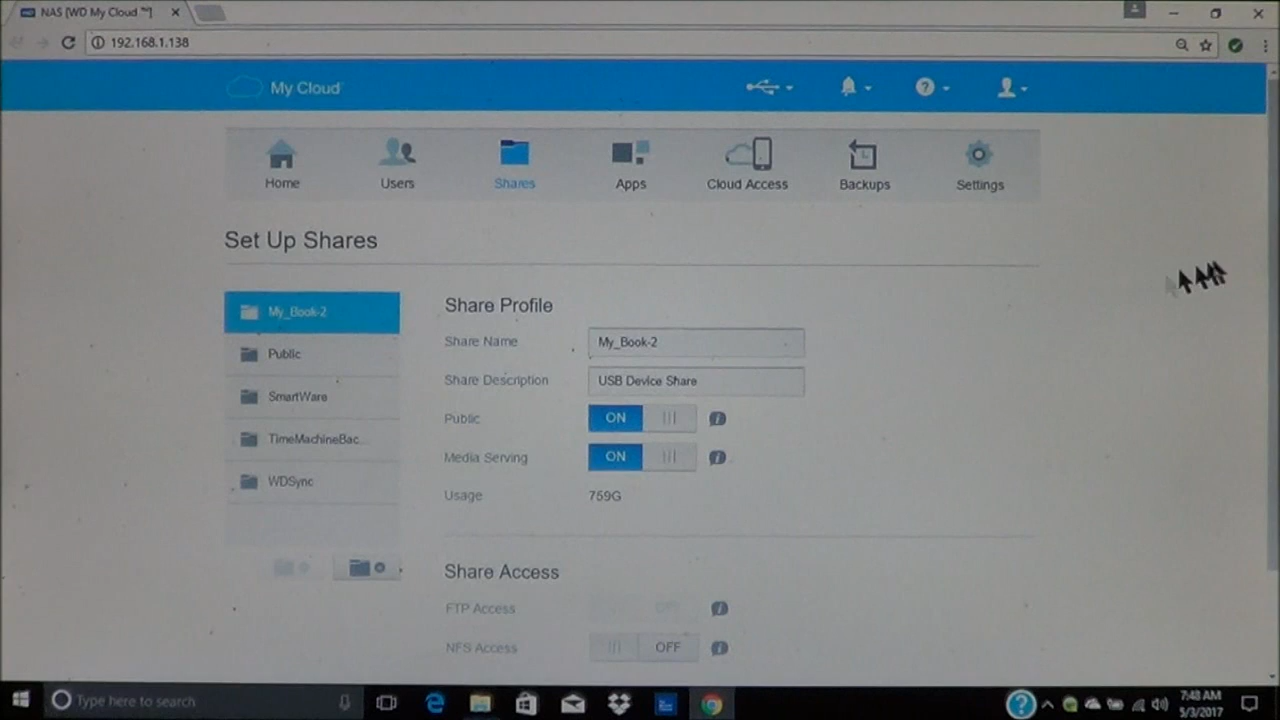 NAS [WD My Cloud ™]
192.168.1.138
My Cloud
Home
Users
Shares
Apps
Cloud Access
Backups
Settings
Set Up Shares
My_Book-2
Public
SmartWare
TimeMachineBac...
WDSync
Share Profile
Share Name
My_Book-2
Share Description
USB Device Share
Public
ON
Media Serving
ON
Usage
759G
Share Access
FTP Access
OFF
NFS Access
OFF
Type here to search
7:48 AM
5/3/2017